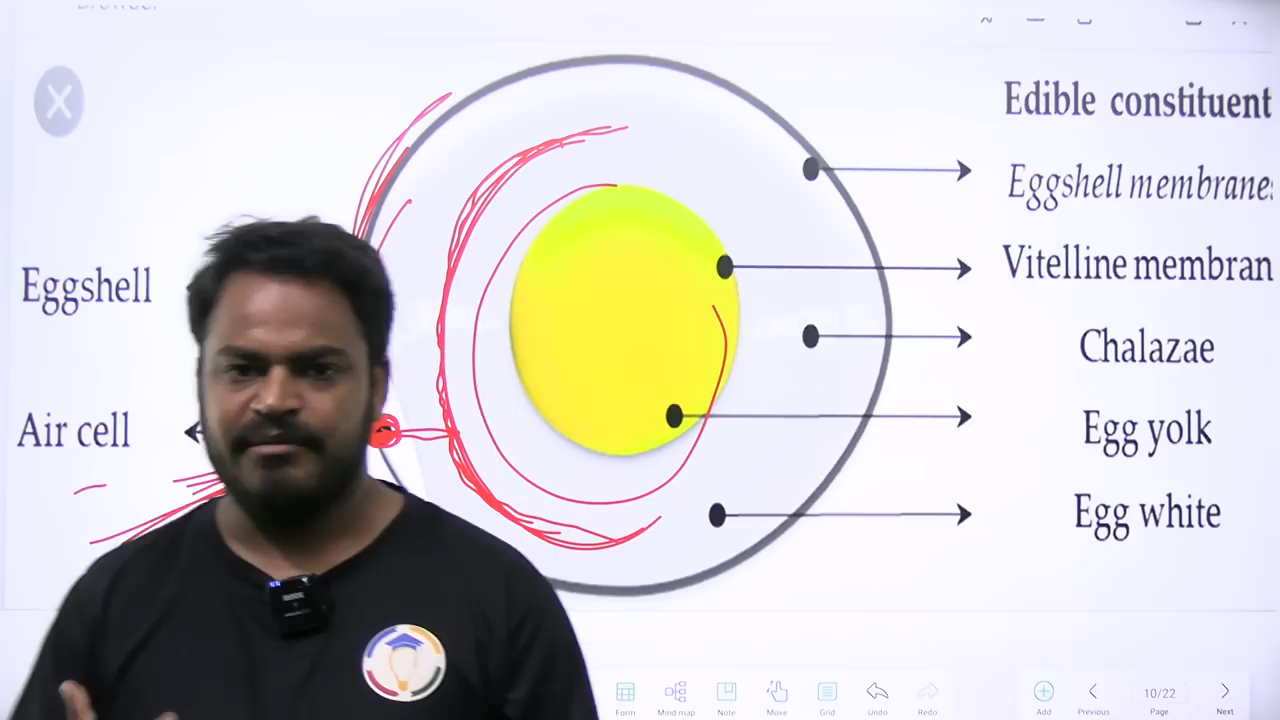 Edible constituent
Eggshell membrane
Vitelline membran
Eggshell
Chalazae
Air cell
Egg yolk
Egg white
Form
Mind map
Note
Move
Grid
Undo
Redo
Add
Previous
10/22
Page
Next